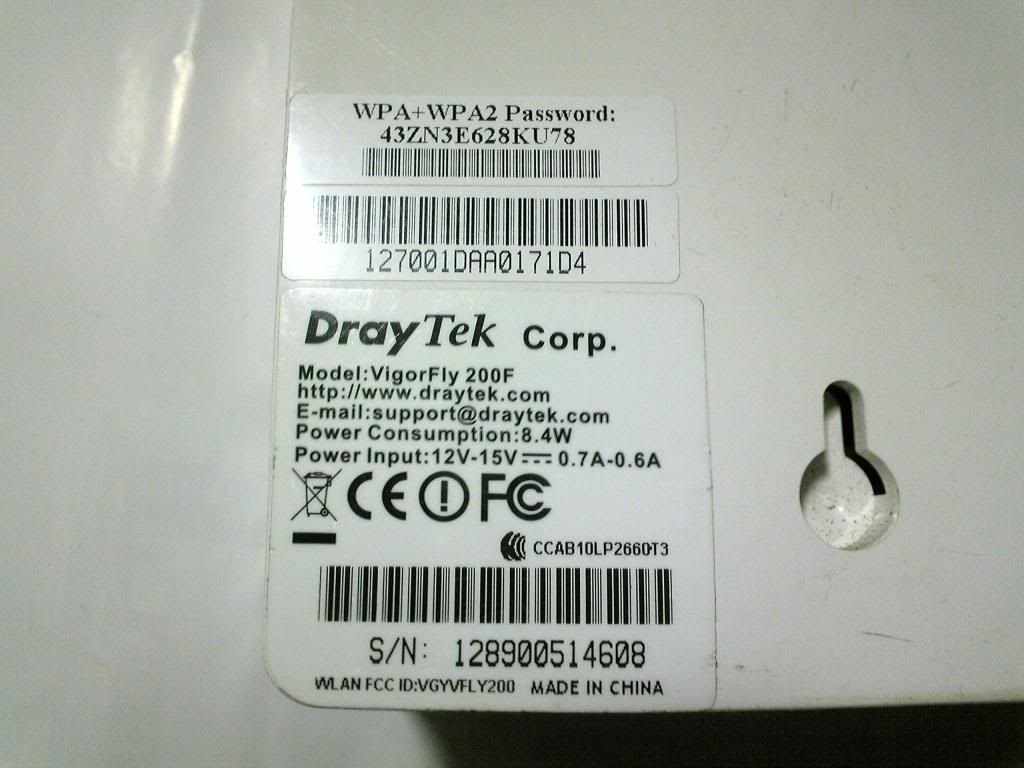 WPA+WPA2 Password:
43ZN3E628KU78
127001DAA0171D4
DrayTek Corp.
Model:VigorFly 200F
http://www.draytek.com
E-mail:support@draytek.com
Power Consumption:8.4W
Power Input:12V-15V⎓0.7A-0.6A
CE FC
CCAB10LP2660T3
S/N: 128900514608
WLAN FCC ID:VGYVFLY200 MADE IN CHINA